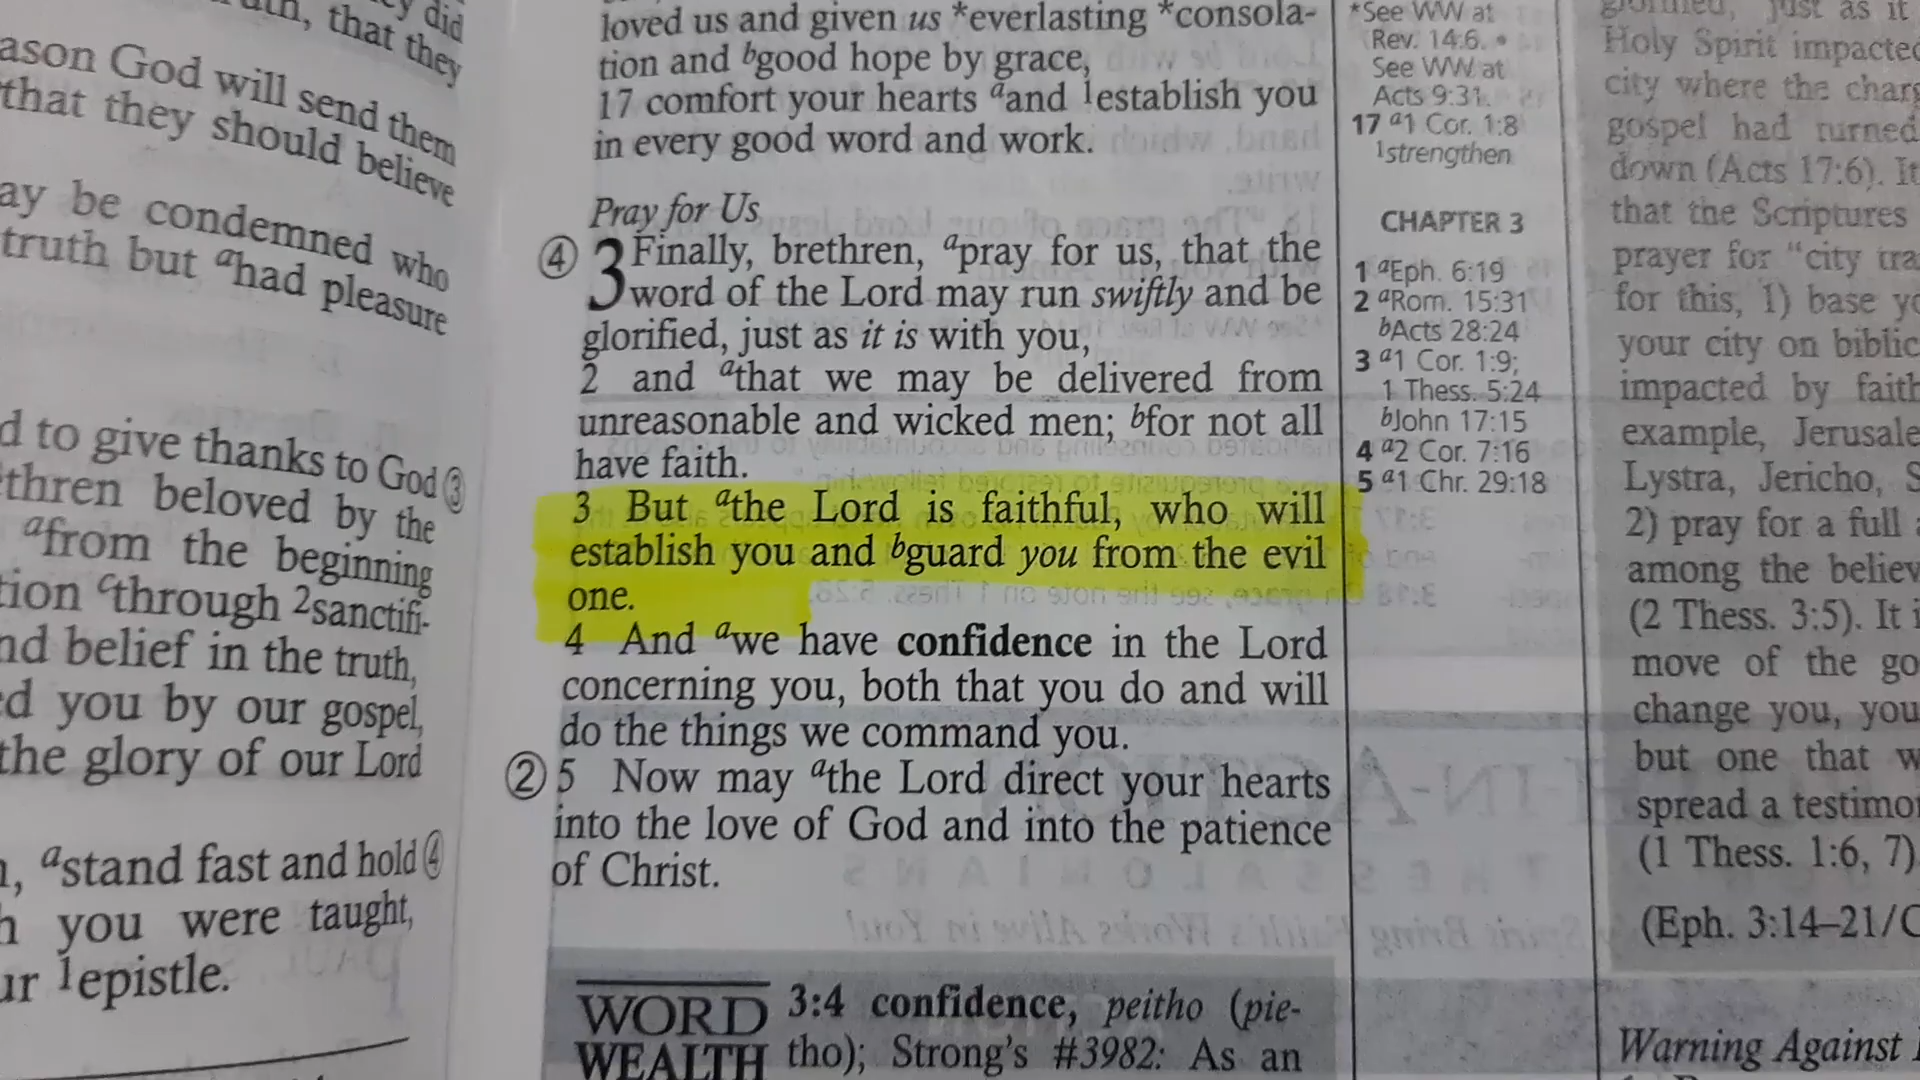 did
that they
ason God will send them
that they should believe
ay be condemned who
truth but ahad pleasure
d to give thanks to God③
thren beloved by the
afrom the beginning
tion cthrough 2sanctifi-
nd belief in the truth,
ed you by our gospel,
the glory of our Lord
, astand fast and hold④
h you were taught,
ur 1epistle.
loved us and given us *everlasting *consola-
tion and bgood hope by grace,
17 comfort your hearts aand 1establish you
in every good word and work.
Pray for Us
④ 3 Finally, brethren, apray for us, that the
word of the Lord may run swiftly and be
glorified, just as it is with you,
2 and athat we may be delivered from
unreasonable and wicked men; bfor not all
have faith.
3 But athe Lord is faithful, who will
establish you and bguard you from the evil
one.
4 And awe have confidence in the Lord
concerning you, both that you do and will
do the things we command you.
② 5 Now may athe Lord direct your hearts
into the love of God and into the patience
of Christ.
WORD WEALTH
3:4 confidence, peitho (pie-
tho); Strong's #3982: As an
*See WW at
Rev. 14:6. •
See WW at
Acts 9:31.
17 a1 Cor. 1:8
1strengthen
CHAPTER 3
1 aEph. 6:19
2 aRom. 15:31
bActs 28:24
3 a1 Cor. 1:9;
1 Thess. 5:24
bJohn 17:15
4 a2 Cor. 7:16
5 a1 Chr. 29:18
just as it
Holy Spirit impacted
city where the charg
gospel had turned
down (Acts 17:6). It
that the Scriptures
prayer for "city tra
for this, 1) base yo
your city on biblic
impacted by faith
example, Jerusale
Lystra, Jericho, S
2) pray for a full
among the believ
(2 Thess. 3:5). It i
move of the go
change you, you
but one that w
spread a testimo
(1 Thess. 1:6, 7)
(Eph. 3:14–21/C
Warning Against